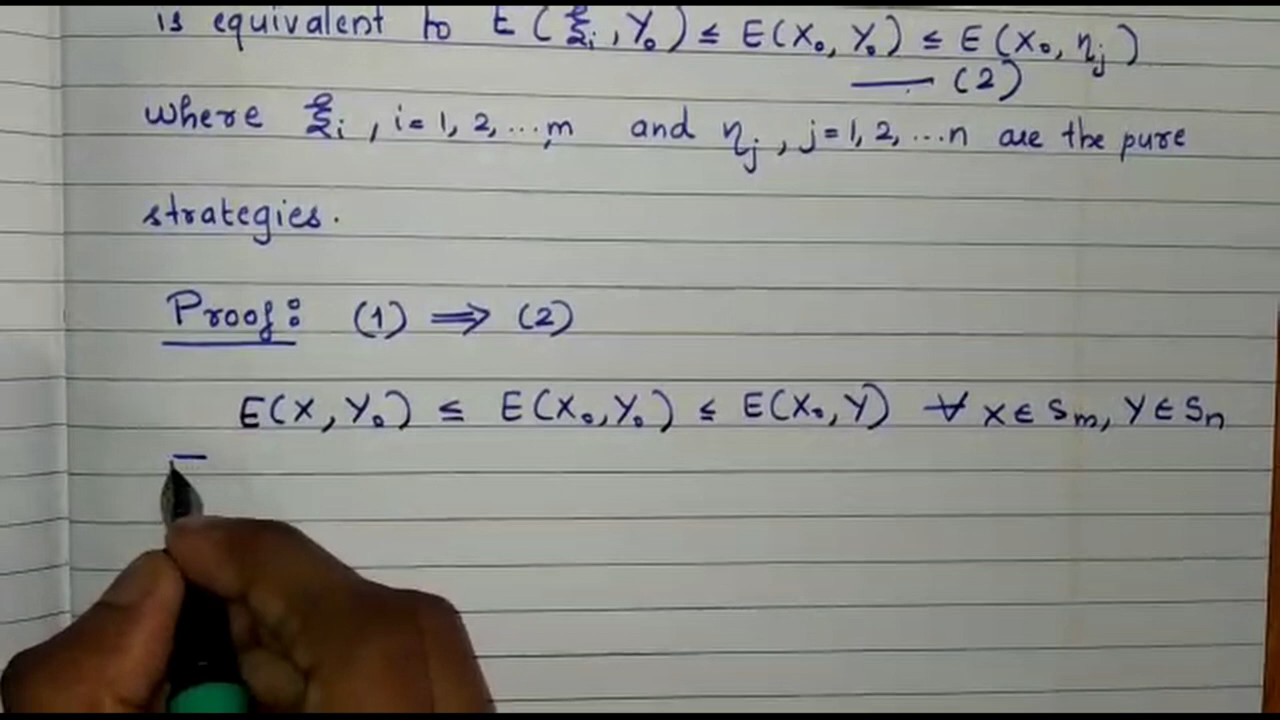 is equivalent to E(ξi, Y₀) ≤ E(X₀, Y₀) ≤ E(X₀, ηj)
— (2)
where ξi, i = 1, 2, ...m and ηj, j = 1, 2, ...n are the pure
strategies.
Proof: (1) ⟹ (2)
E(X, Y₀) ≤ E(X₀, Y₀) ≤ E(X₀, Y) ∀ X ∈ Sm, Y ∈ Sn